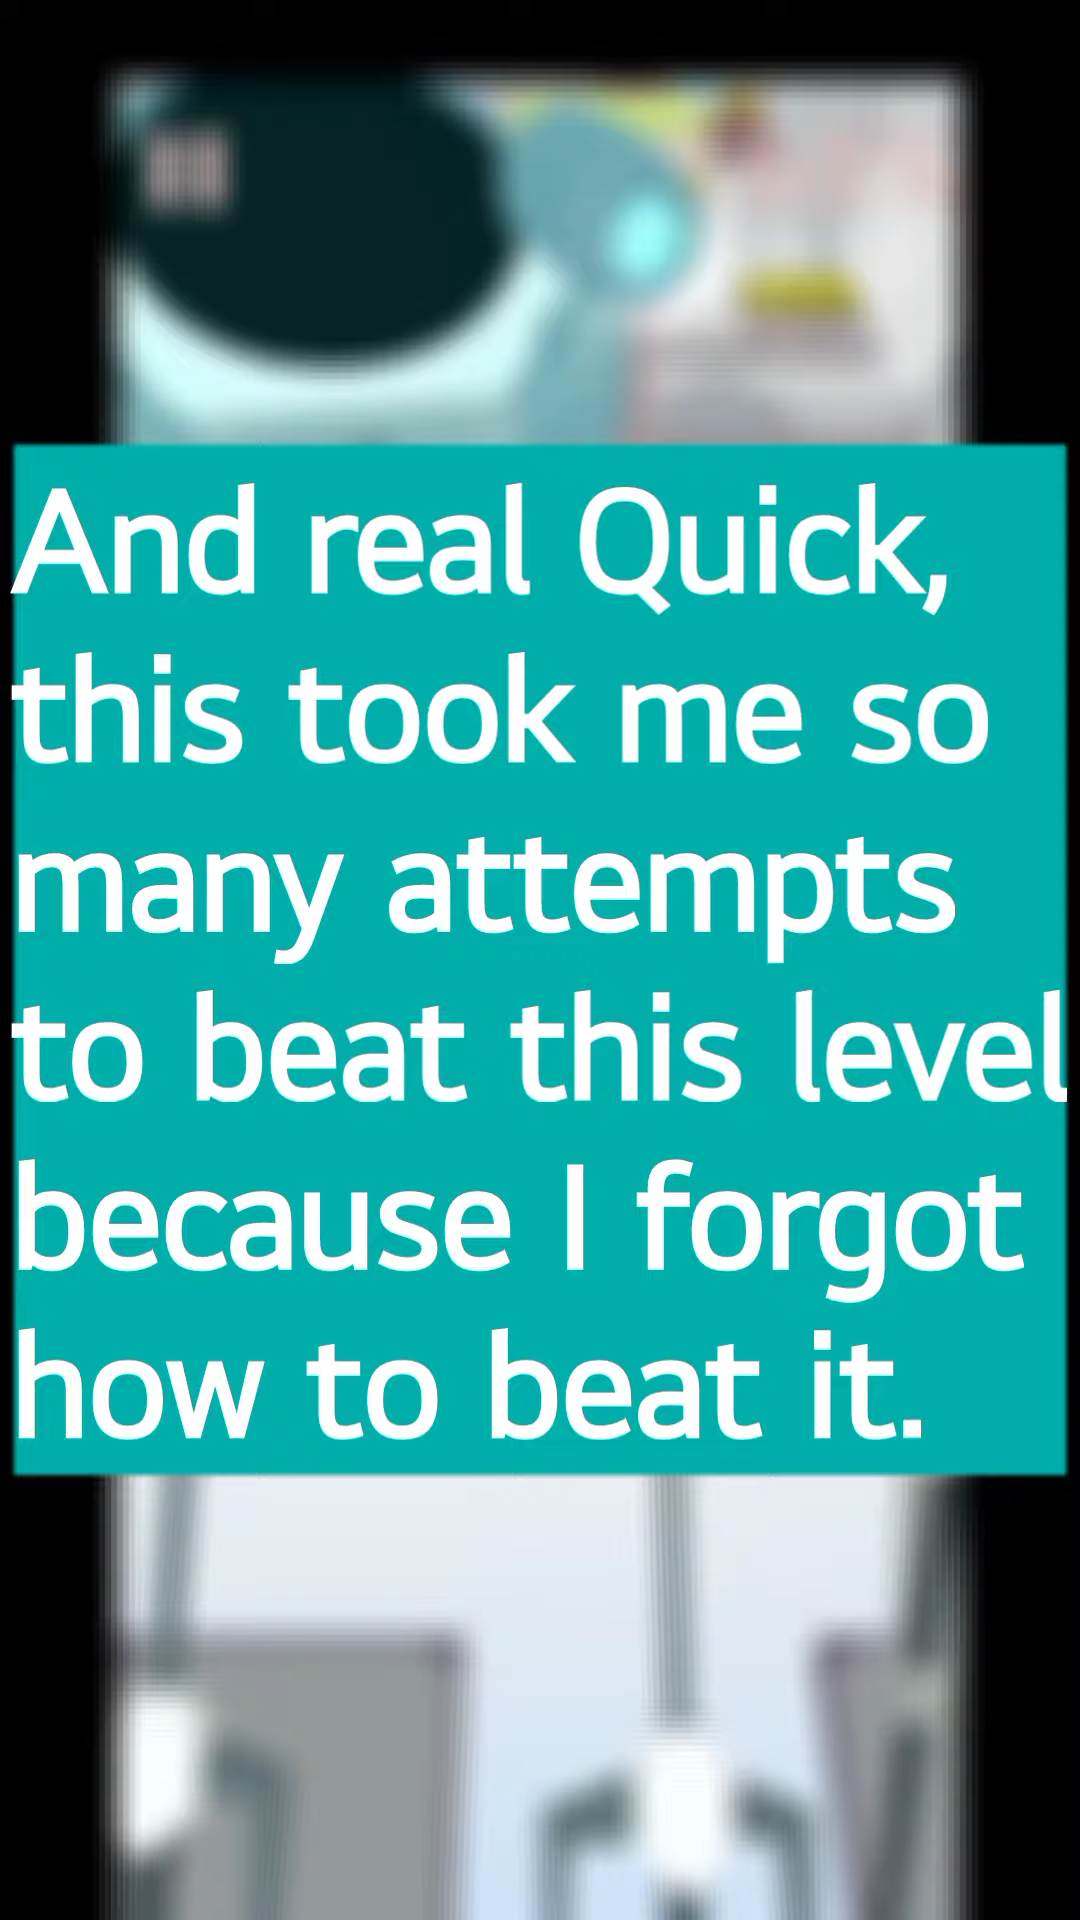 And real Quick,
this took me so
many attempts
to beat this level
because I forgot
how to beat it.